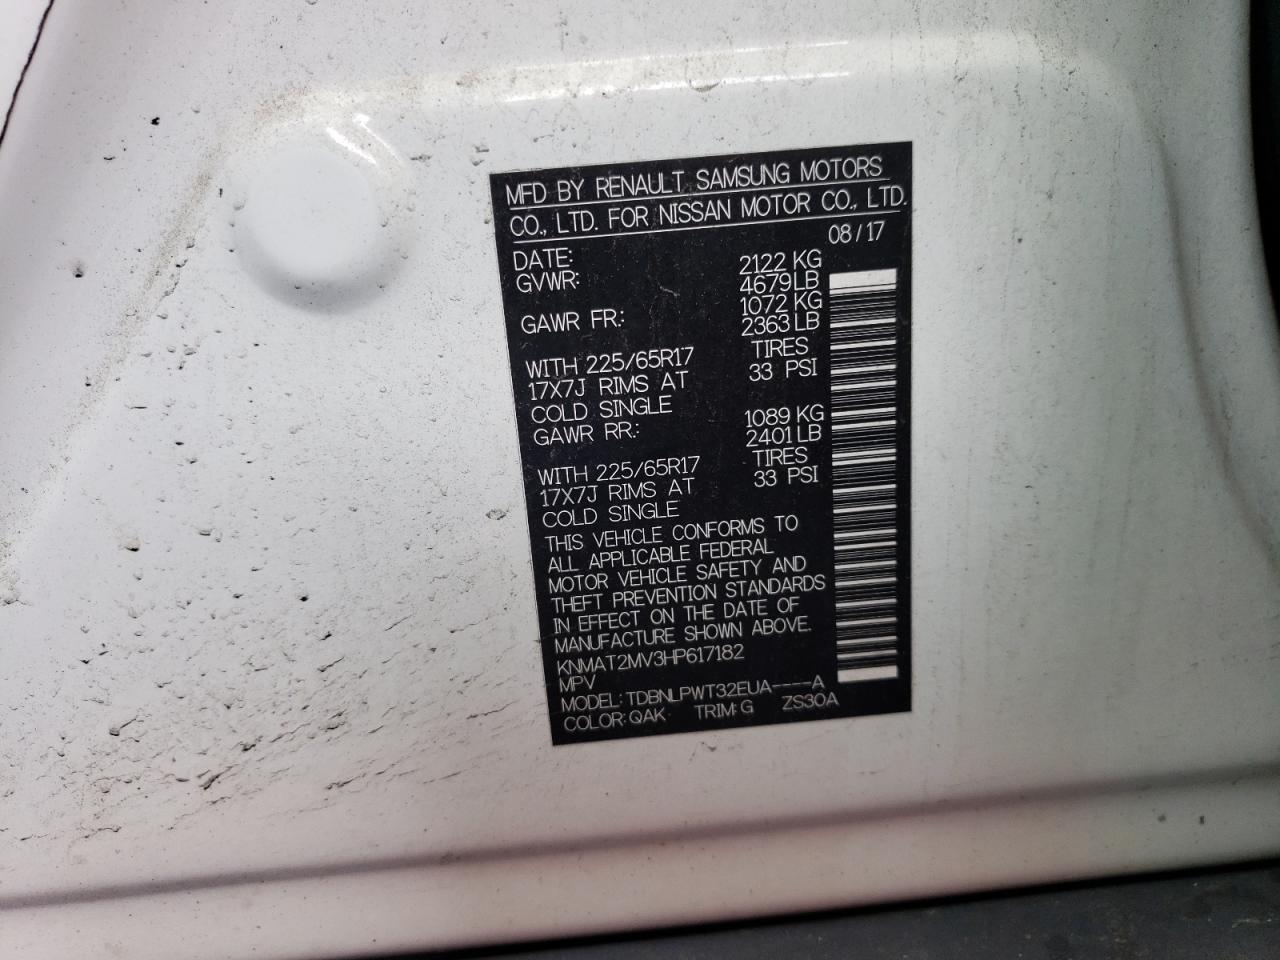 MFD BY RENAULT SAMSUNG MOTORS
CO., LTD. FOR NISSAN MOTOR CO., LTD.
DATE: 08/17
GVWR: 2122 KG
4679 LB
GAWR FR.: 1072 KG
2363 LB
WITH 225/65R17 TIRES
17X7J RIMS AT 33 PSI
COLD SINGLE
GAWR RR.: 1089 KG
2401 LB
WITH 225/65R17 TIRES
17X7J RIMS AT 33 PSI
COLD SINGLE
THIS VEHICLE CONFORMS TO
ALL APPLICABLE FEDERAL
MOTOR VEHICLE SAFETY AND
THEFT PREVENTION STANDARDS
IN EFFECT ON THE DATE OF
MANUFACTURE SHOWN ABOVE.
KNMAT2MV3HP617182
MPV
MODEL: TDBNLPWT32EUA----A
COLOR: QAK TRIM: G ZS30A